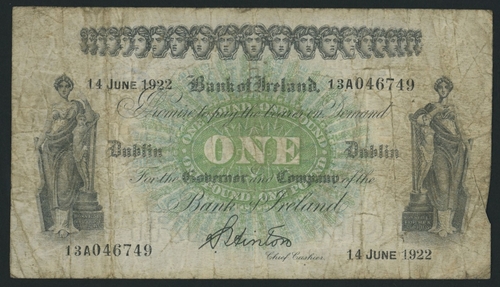 14 JUNE 1922 Bank of Ireland. 13A046749
I promise to pay the bearer on Demand
Dublin ONE Dublin
For the Governor and Company of the
Bank of Ireland
S Hinton
13A046749 Chief Cashier 14 JUNE 1922